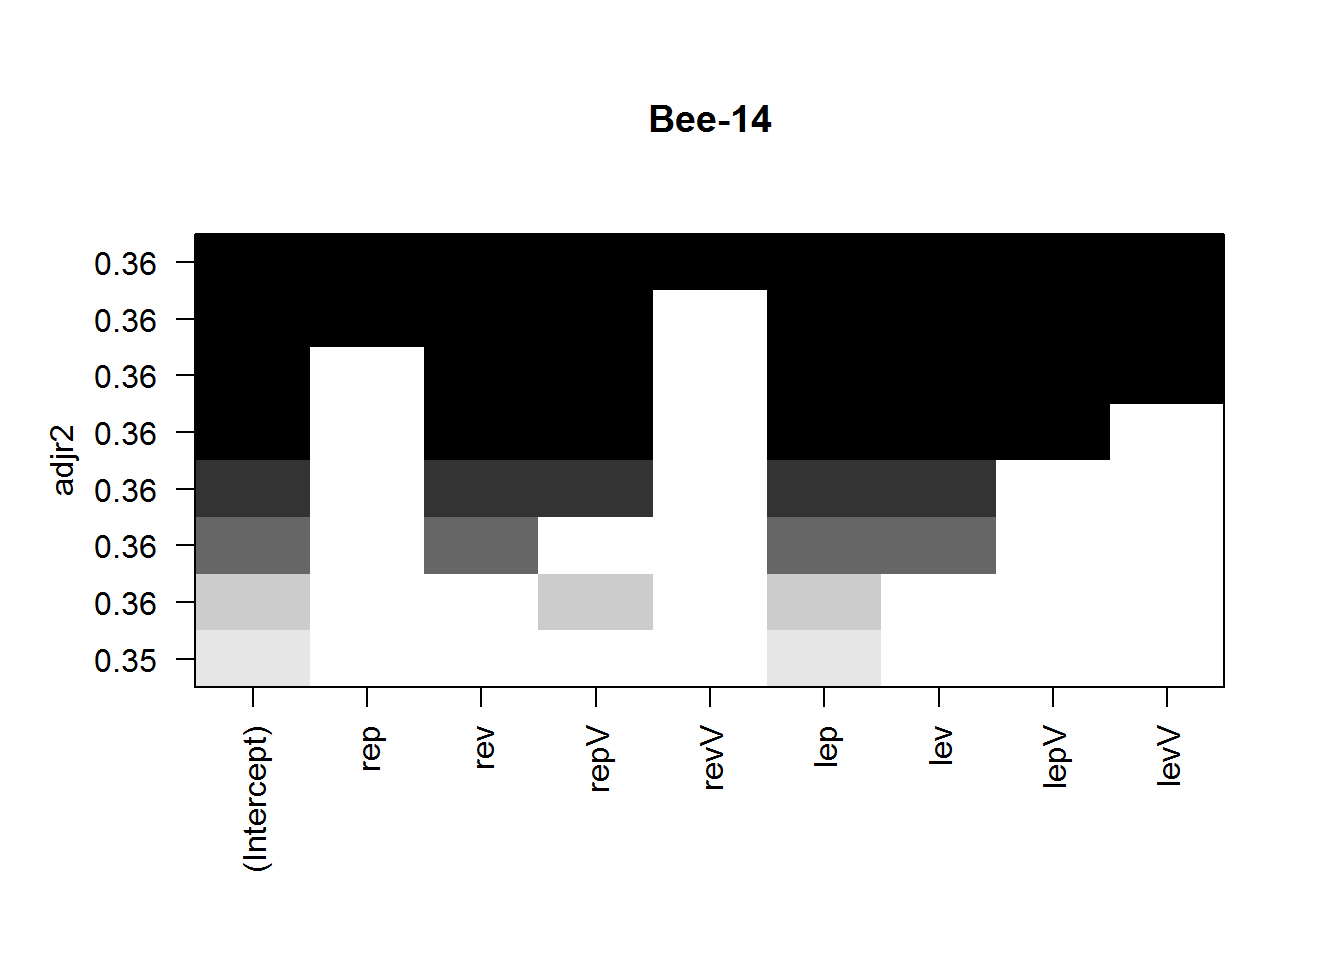 Bee-14
adjr2
0.36
0.36
0.36
0.36
0.36
0.36
0.36
0.35
(Intercept)
rep
rev
repV
revV
lep
lev
lepV
levV